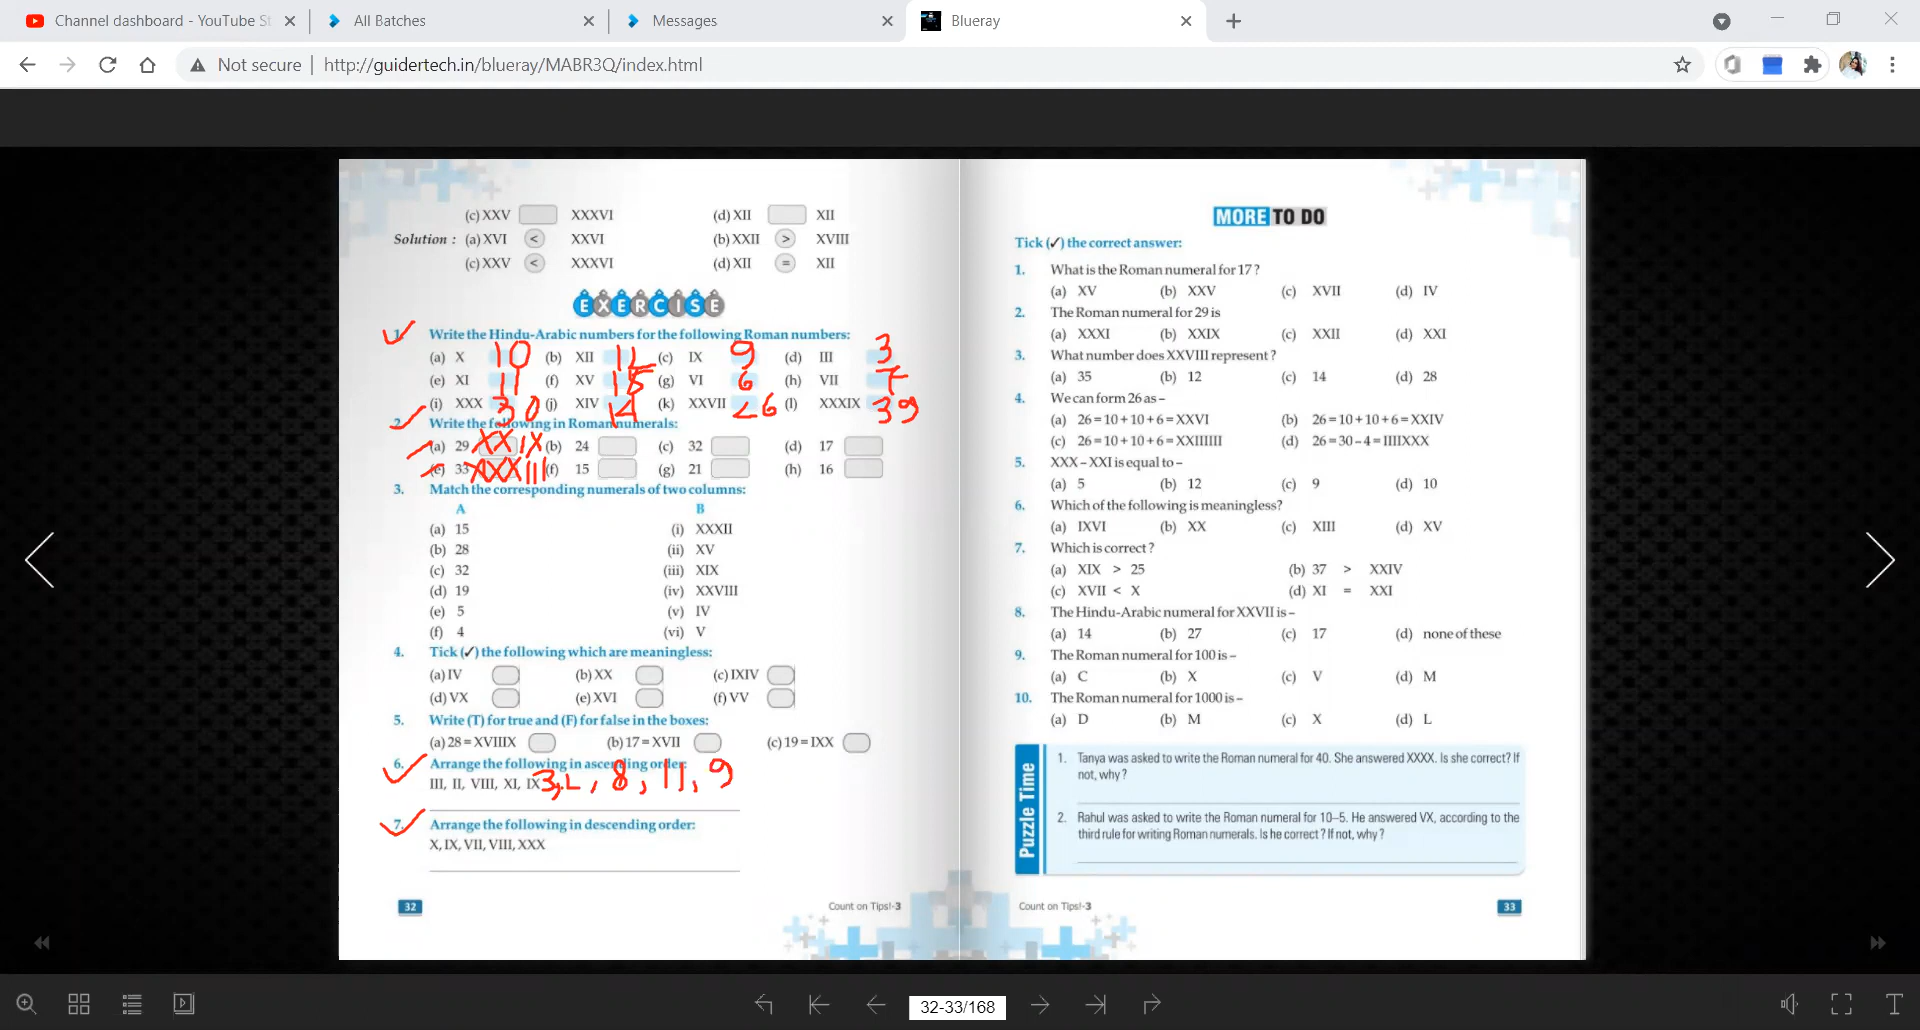 Channel dashboard - YouTube St
All Batches
Messages
Blueray
Not secure | http://guidertech.in/blueray/MABR3Q/index.html
(c) XXV XXXVI (d) XII XII
Solution : (a) XVI < XXVI (b) XXII > XVIII
(c) XXV < XXXVI (d) XII = XII
EXERCISE
1. Write the Hindu-Arabic numbers for the following Roman numbers:
(a) X 10 (b) XII (c) IX 9 (d) III 3
(e) XI 11 (f) XV 15 (g) VI 6 (h) VII 7
(i) XXX 30 (j) XIV 14 (k) XXVII 26 (l) XXXIX 39
2. Write the following in Roman numerals:
(a) 29 XXIX (b) 24 (c) 32 (d) 17
(e) 33 XXXIII (f) 15 (g) 21 (h) 16
3. Match the corresponding numerals of two columns:
A B
(a) 15 (i) XXXII
(b) 28 (ii) XV
(c) 32 (iii) XIX
(d) 19 (iv) XXVIII
(e) 5 (v) IV
(f) 4 (vi) V
4. Tick (✓) the following which are meaningless:
(a) IV (b) XX (c) IXIV
(d) VX (e) XVI (f) VV
5. Write (T) for true and (F) for false in the boxes:
(a) 28 = XVIIIX (b) 17 = XVII (c) 19 = IXX
6. Arrange the following in ascending order:
III, II, VIII, XI, IX 3, 2, 8, 11, 9
7. Arrange the following in descending order:
X, IX, VII, VIII, XXX
32
Count on Tips!-3
MORE TO DO
Tick (✓) the correct answer:
1. What is the Roman numeral for 17 ?
(a) XV (b) XXV (c) XVII (d) IV
2. The Roman numeral for 29 is
(a) XXXI (b) XXIX (c) XXII (d) XXI
3. What number does XXVIII represent ?
(a) 35 (b) 12 (c) 14 (d) 28
4. We can form 26 as –
(a) 26 = 10 + 10 + 6 = XXVI (b) 26 = 10 + 10 + 6 = XXIV
(c) 26 = 10 + 10 + 6 = XXIIIIII (d) 26 = 30 – 4 = IIIIXXX
5. XXX – XXI is equal to –
(a) 5 (b) 12 (c) 9 (d) 10
6. Which of the following is meaningless?
(a) IXVI (b) XX (c) XIII (d) XV
7. Which is correct ?
(a) XIX > 25 (b) 37 > XXIV
(c) XVII < X (d) XI = XXI
8. The Hindu-Arabic numeral for XXVII is –
(a) 14 (b) 27 (c) 17 (d) none of these
9. The Roman numeral for 100 is –
(a) C (b) X (c) V (d) M
10. The Roman numeral for 1000 is –
(a) D (b) M (c) X (d) L
Puzzle Time
1. Tanya was asked to write the Roman numeral for 40. She answered XXXX. Is she correct? If
not, why ?
2. Rahul was asked to write the Roman numeral for 10–5. He answered VX, according to the
third rule for writing Roman numerals. Is he correct ? If not, why ?
Count on Tips!-3
33
32-33/168